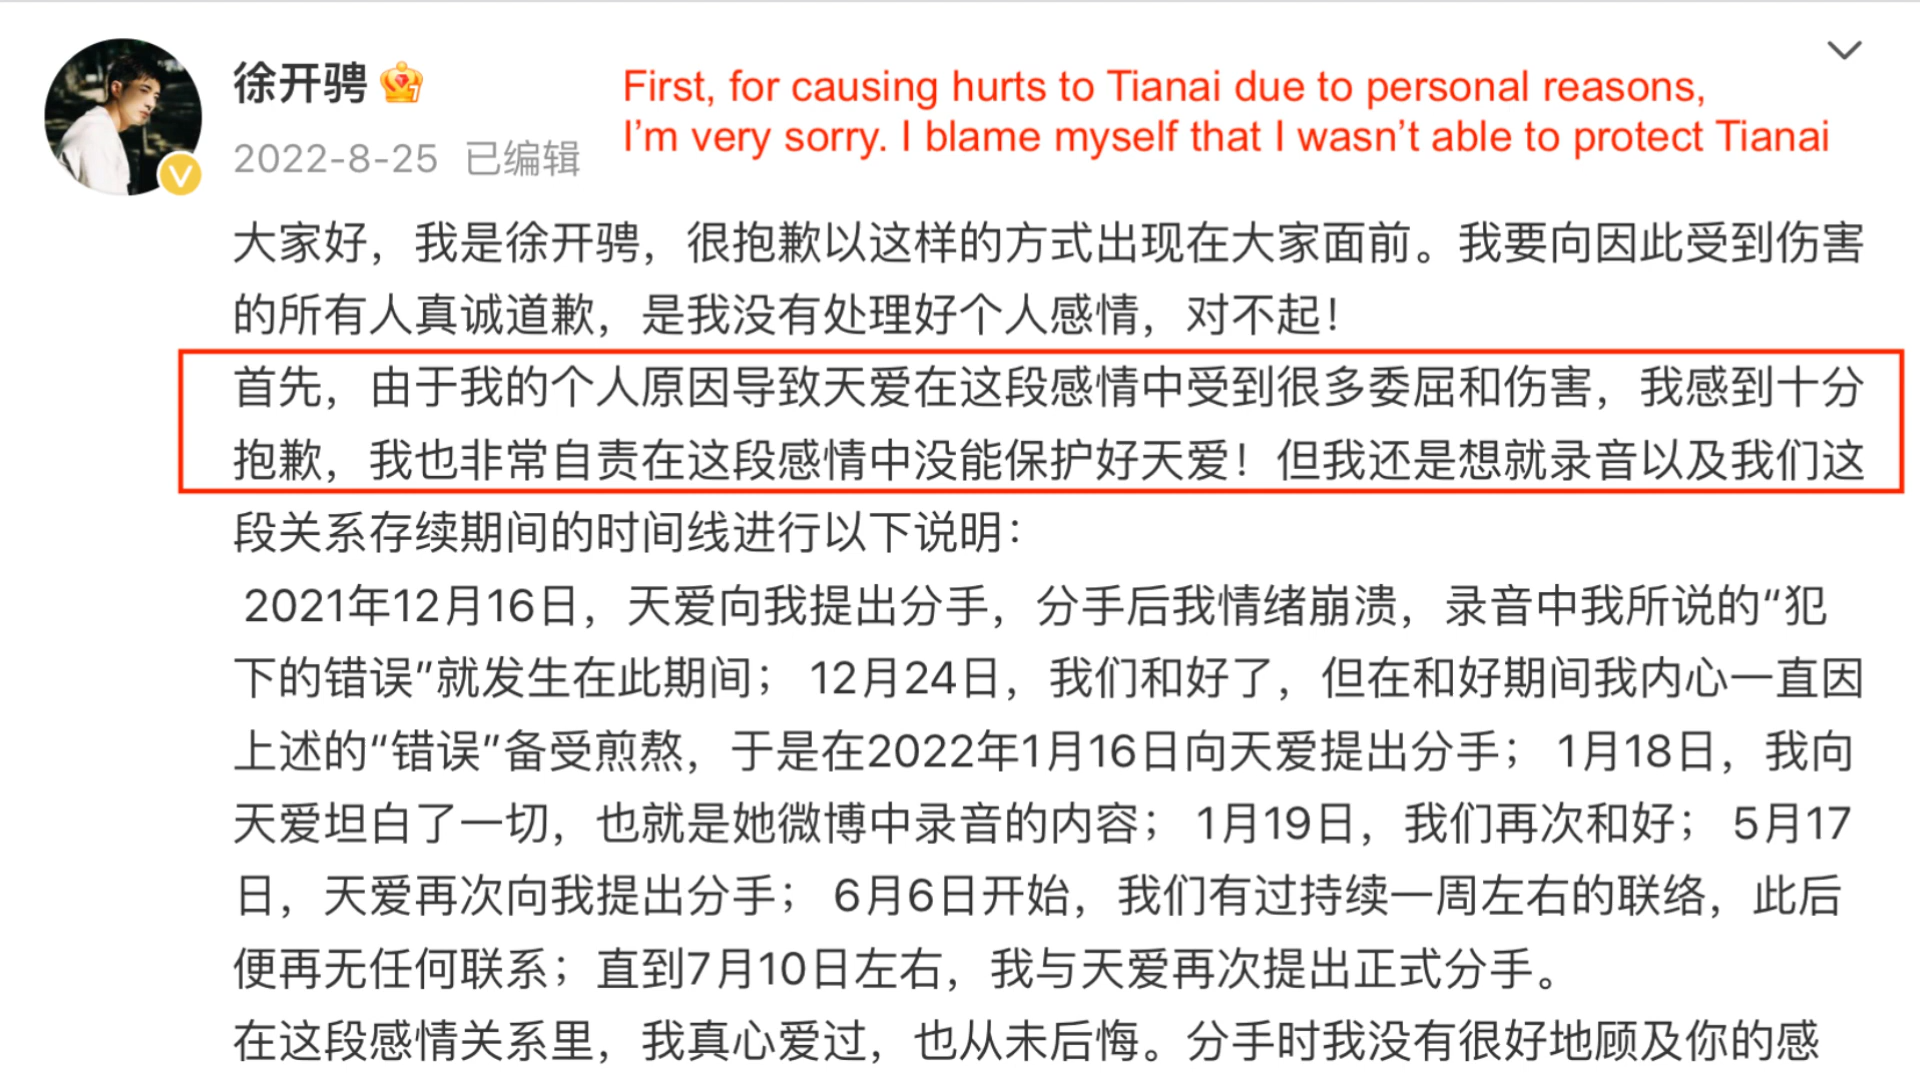 徐开骋
2022-8-25 已编辑
First, for causing hurts to Tianai due to personal reasons,
I’m very sorry. I blame myself that I wasn’t able to protect Tianai
大家好，我是徐开骋，很抱歉以这样的方式出现在大家面前。我要向因此受到伤害
的所有人真诚道歉，是我没有处理好个人感情，对不起！
首先，由于我的个人原因导致天爱在这段感情中受到很多委屈和伤害，我感到十分
抱歉，我也非常自责在这段感情中没能保护好天爱！但我还是想就录音以及我们这
段关系存续期间的时间线进行以下说明：
2021年12月16日，天爱向我提出分手，分手后我情绪崩溃，录音中我所说的“犯
下的错误”就发生在此期间； 12月24日，我们和好了，但在和好期间我内心一直因
上述的“错误”备受煎熬，于是在2022年1月16日向天爱提出分手； 1月18日，我向
天爱坦白了一切，也就是她微博中录音的内容； 1月19日，我们再次和好； 5月17
日，天爱再次向我提出分手； 6月6日开始，我们有过持续一周左右的联络，此后
便再无任何联系；直到7月10日左右，我与天爱再次提出正式分手。
在这段感情关系里，我真心爱过，也从未后悔。分手时我没有很好地顾及你的感